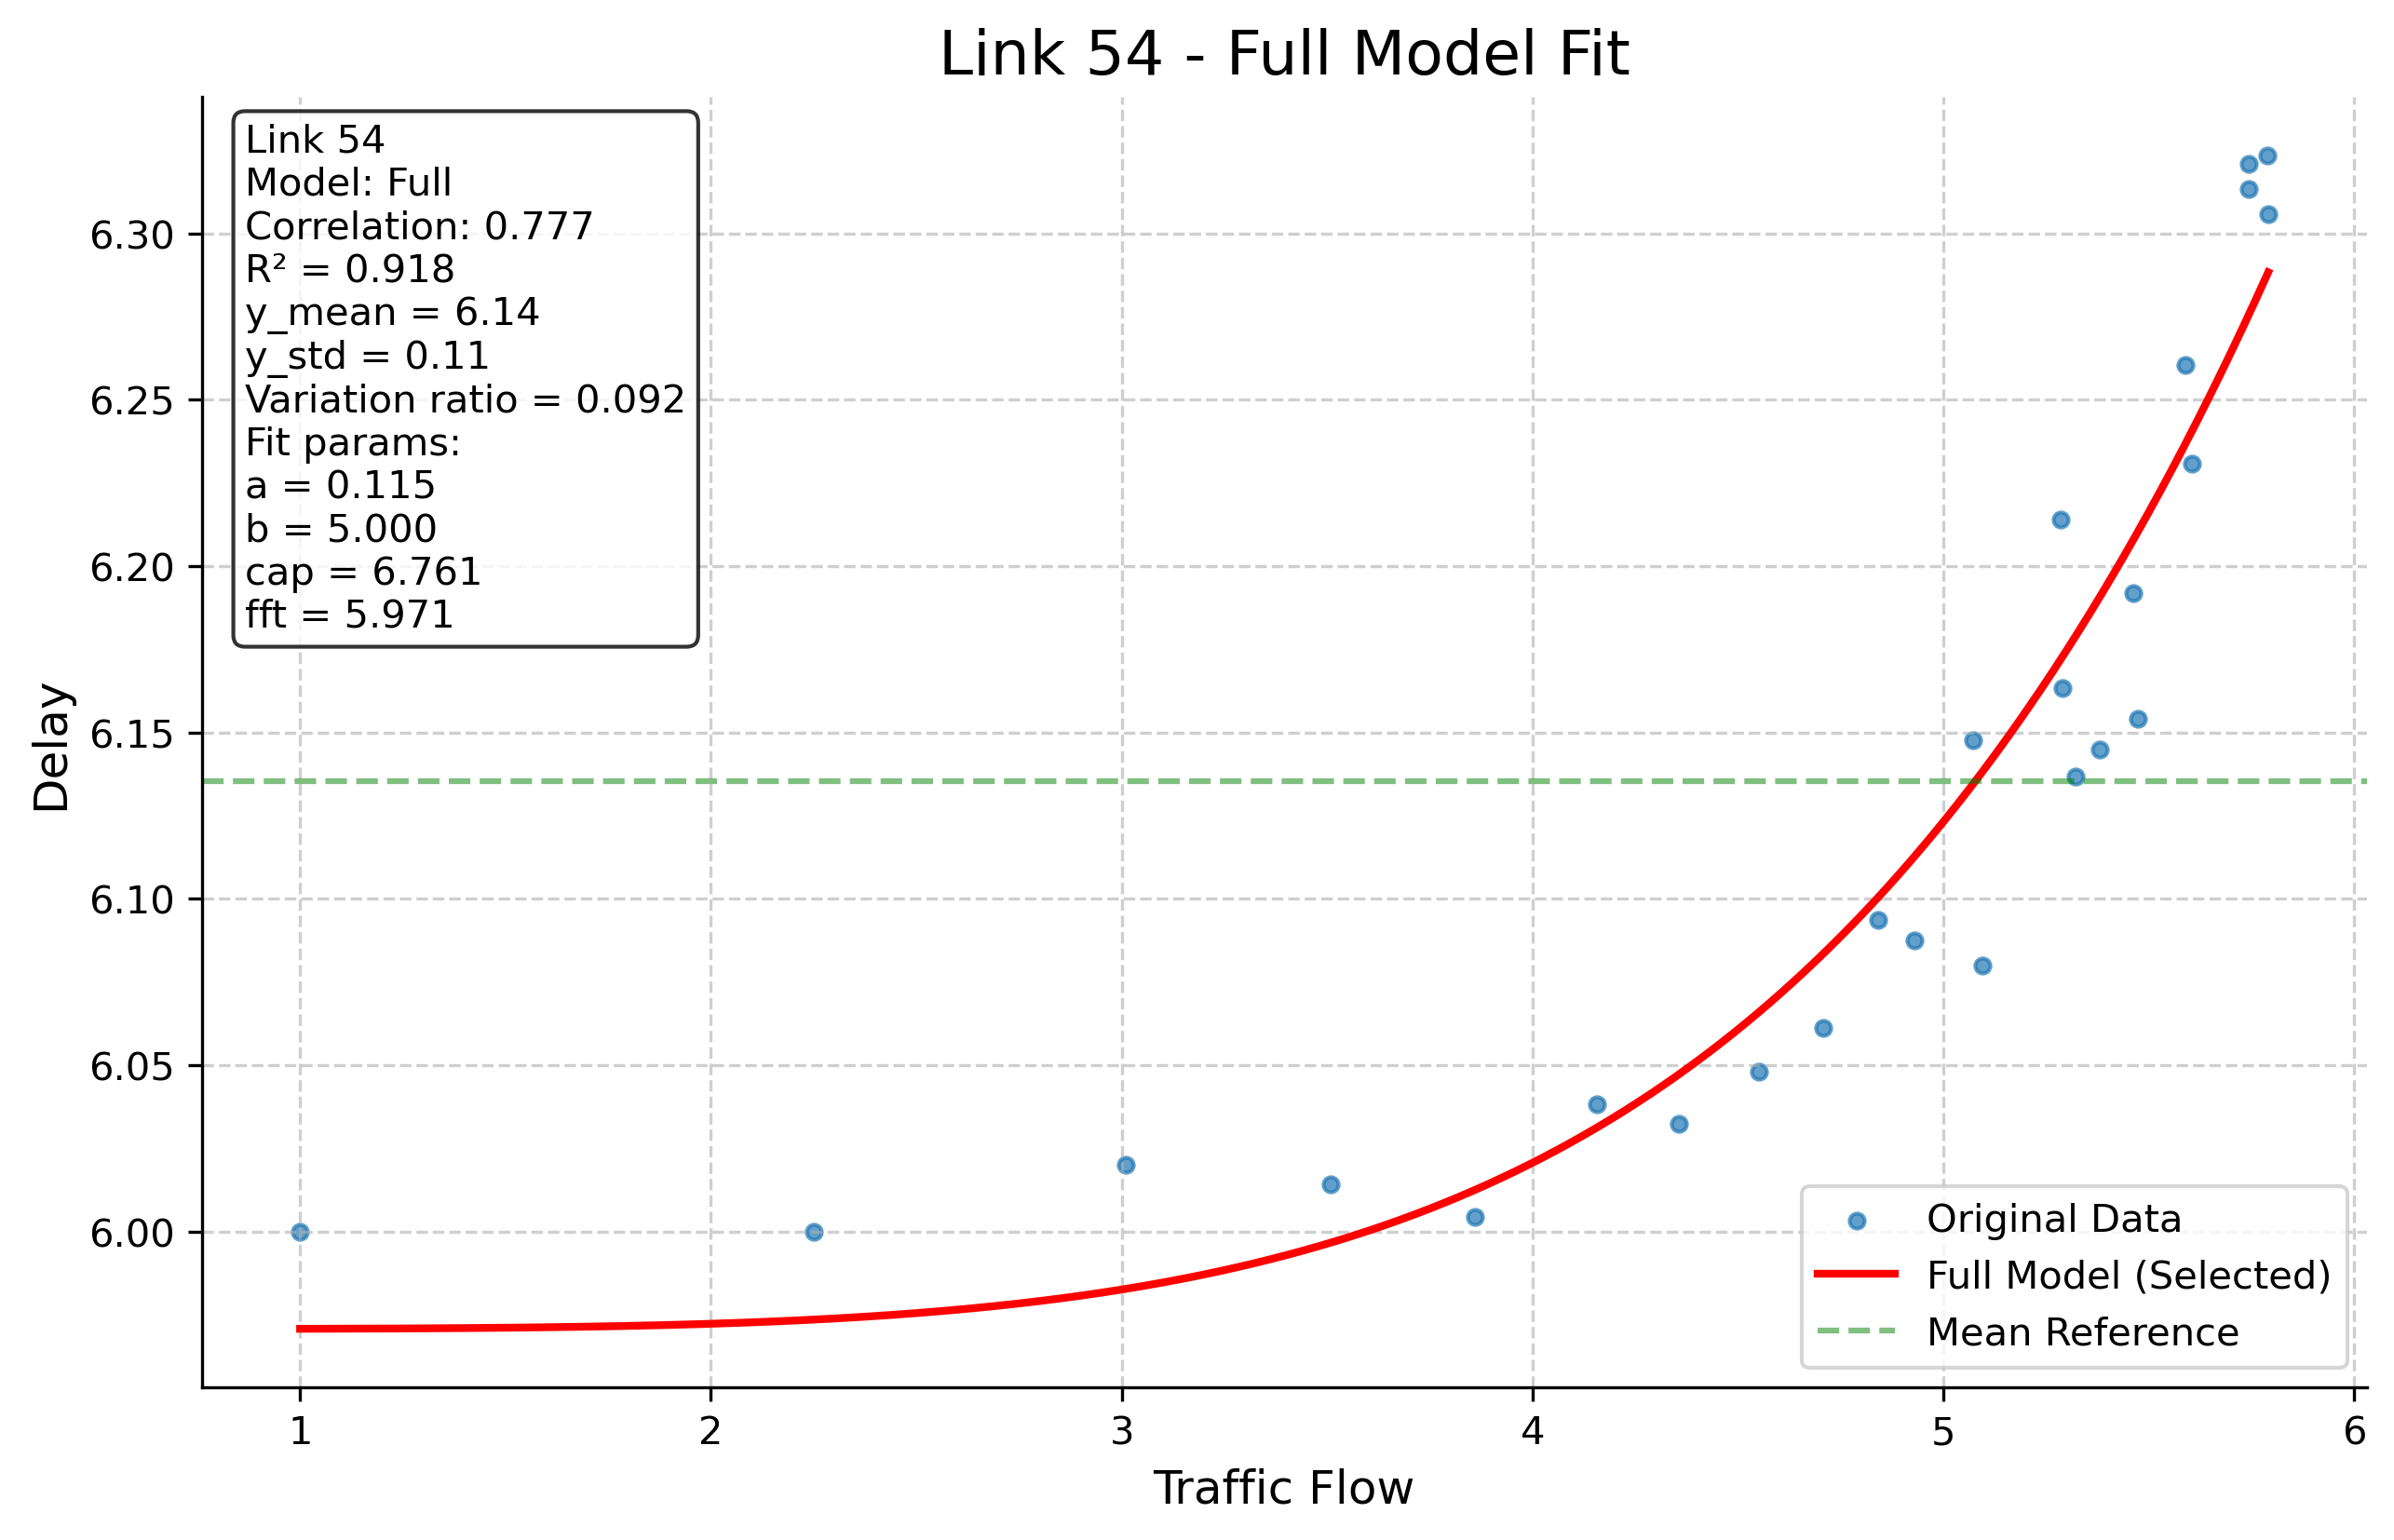 Link 54 - Full Model Fit
Link 54
Model: Full
Correlation: 0.777
R² = 0.918
y_mean = 6.14
y_std = 0.11
Variation ratio = 0.092
Fit params:
a = 0.115
b = 5.000
cap = 6.761
fft = 5.971
Delay
6.30
6.25
6.20
6.15
6.10
6.05
6.00
Original Data
Full Model (Selected)
Mean Reference
1 2 3 4 5 6
Traffic Flow